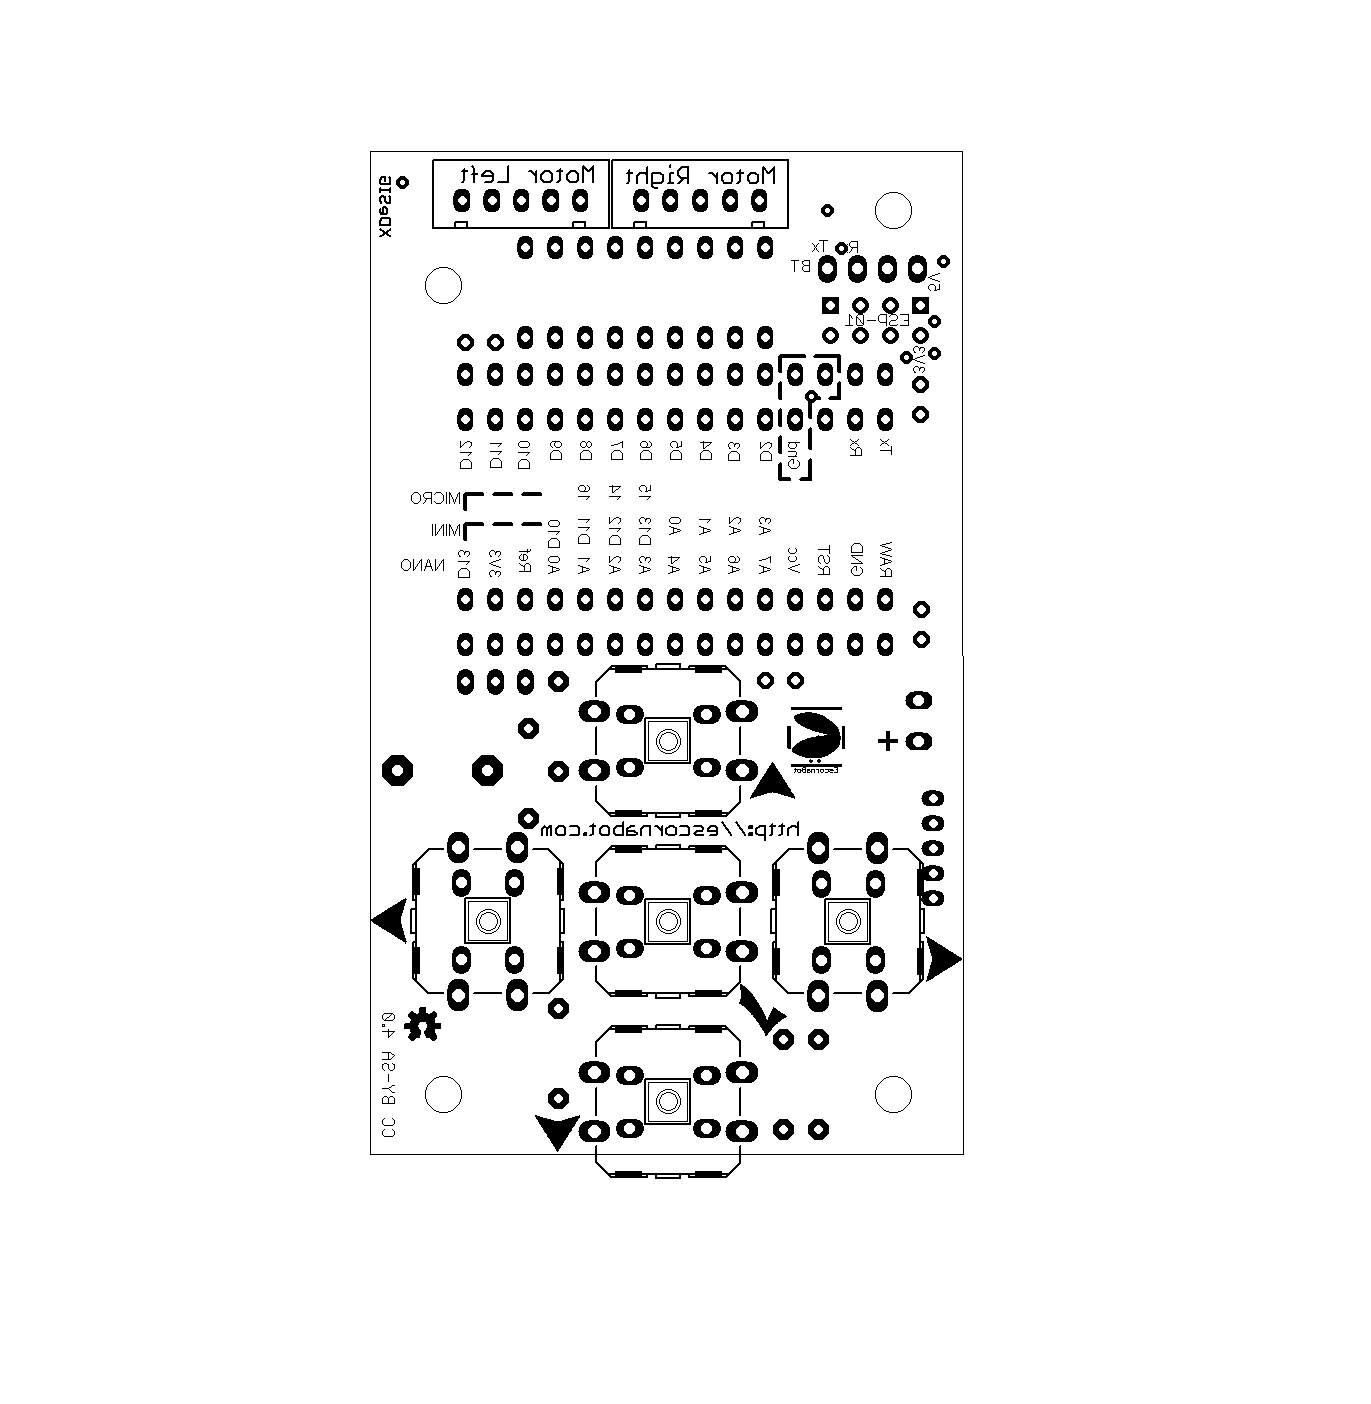 Motor Left
Motor Right
XDeSIG
Tx
Rx
BT
5V
ESP-01
3V3
D12
D11
D10
D9
D8
D7
D6
D5
D4
D3
D2
Gnd
Rx
Tx
MICRO
16
14
15
MINI
D10
D11
D12
D13
A0
A1
A2
A3
NANO
D13
3V3
Ref
A0
A1
A2
A3
A4
A5
A6
A7
Vcc
RST
GND
RAW
+
Escornabot
http://escornabot.com
CC BY-SA 4.0